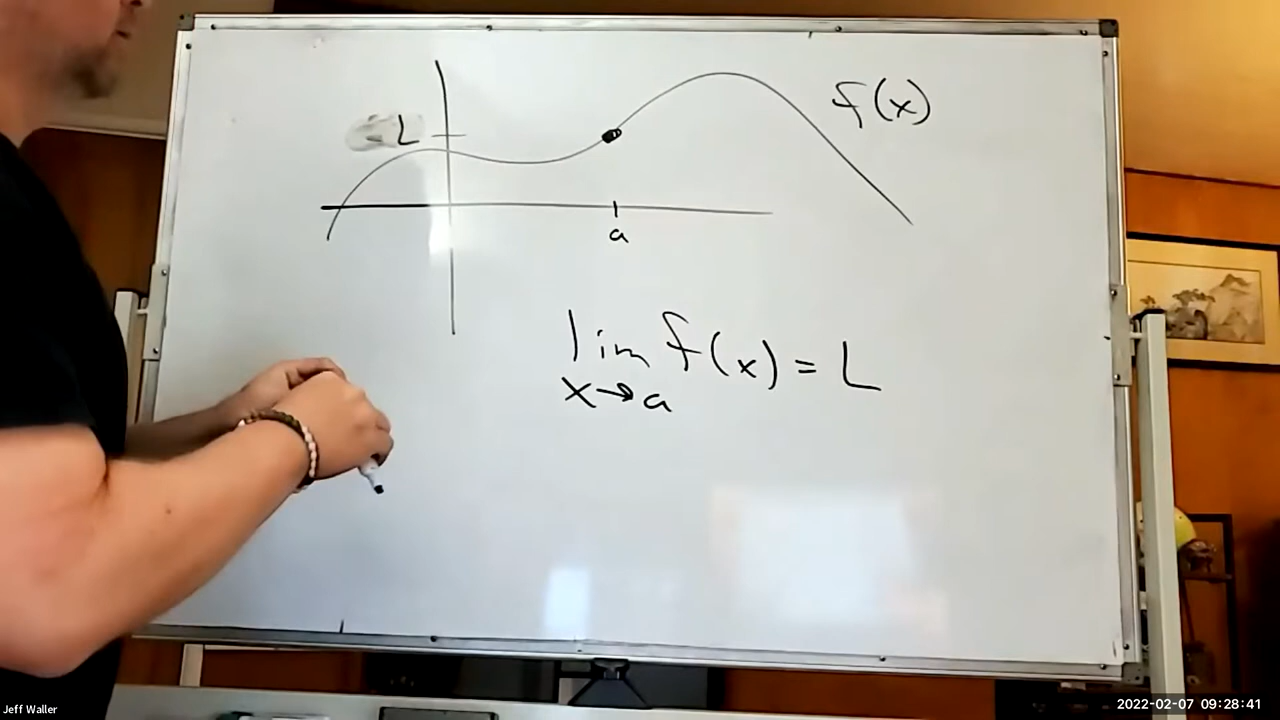 f(x)
L
a
lim f(x) = L
x→a
Jeff Waller
2022-02-07 09:28:41